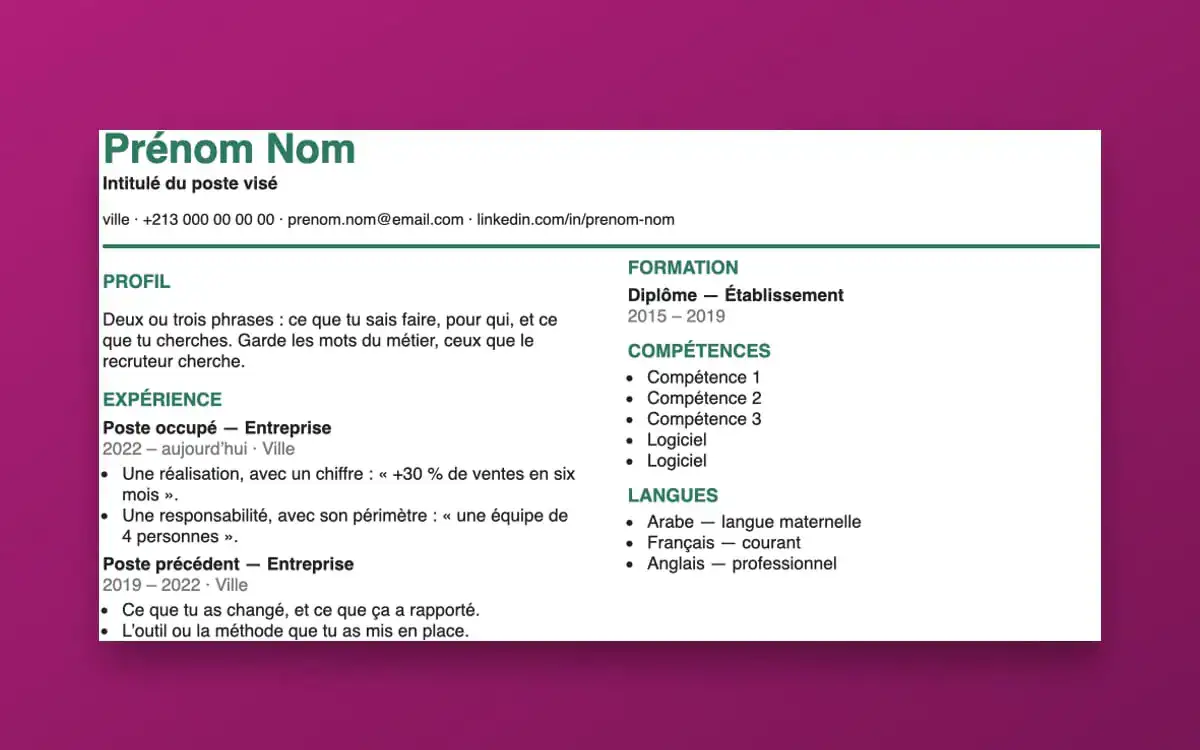 Prénom Nom
Intitulé du poste visé
ville · +213 000 00 00 00 · prenom.nom@email.com · linkedin.com/in/prenom-nom
PROFIL
Deux ou trois phrases : ce que tu sais faire, pour qui, et ce
que tu cherches. Garde les mots du métier, ceux que le
recruteur cherche.
EXPÉRIENCE
Poste occupé — Entreprise
2022 – aujourd'hui · Ville
• Une réalisation, avec un chiffre : « +30 % de ventes en six
mois ».
• Une responsabilité, avec son périmètre : « une équipe de
4 personnes ».
Poste précédent — Entreprise
2019 – 2022 · Ville
• Ce que tu as changé, et ce que ça a rapporté.
• L'outil ou la méthode que tu as mis en place.
FORMATION
Diplôme — Établissement
2015 – 2019
COMPÉTENCES
• Compétence 1
• Compétence 2
• Compétence 3
• Logiciel
• Logiciel
LANGUES
• Arabe — langue maternelle
• Français — courant
• Anglais — professionnel